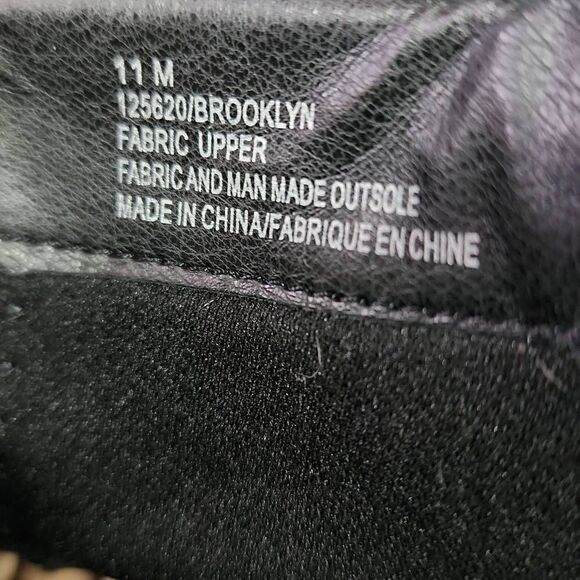 11 M
125620/BROOKLYN
FABRIC UPPER
FABRIC AND MAN MADE OUTSOLE
MADE IN CHINA/FABRIQUE EN CHINE